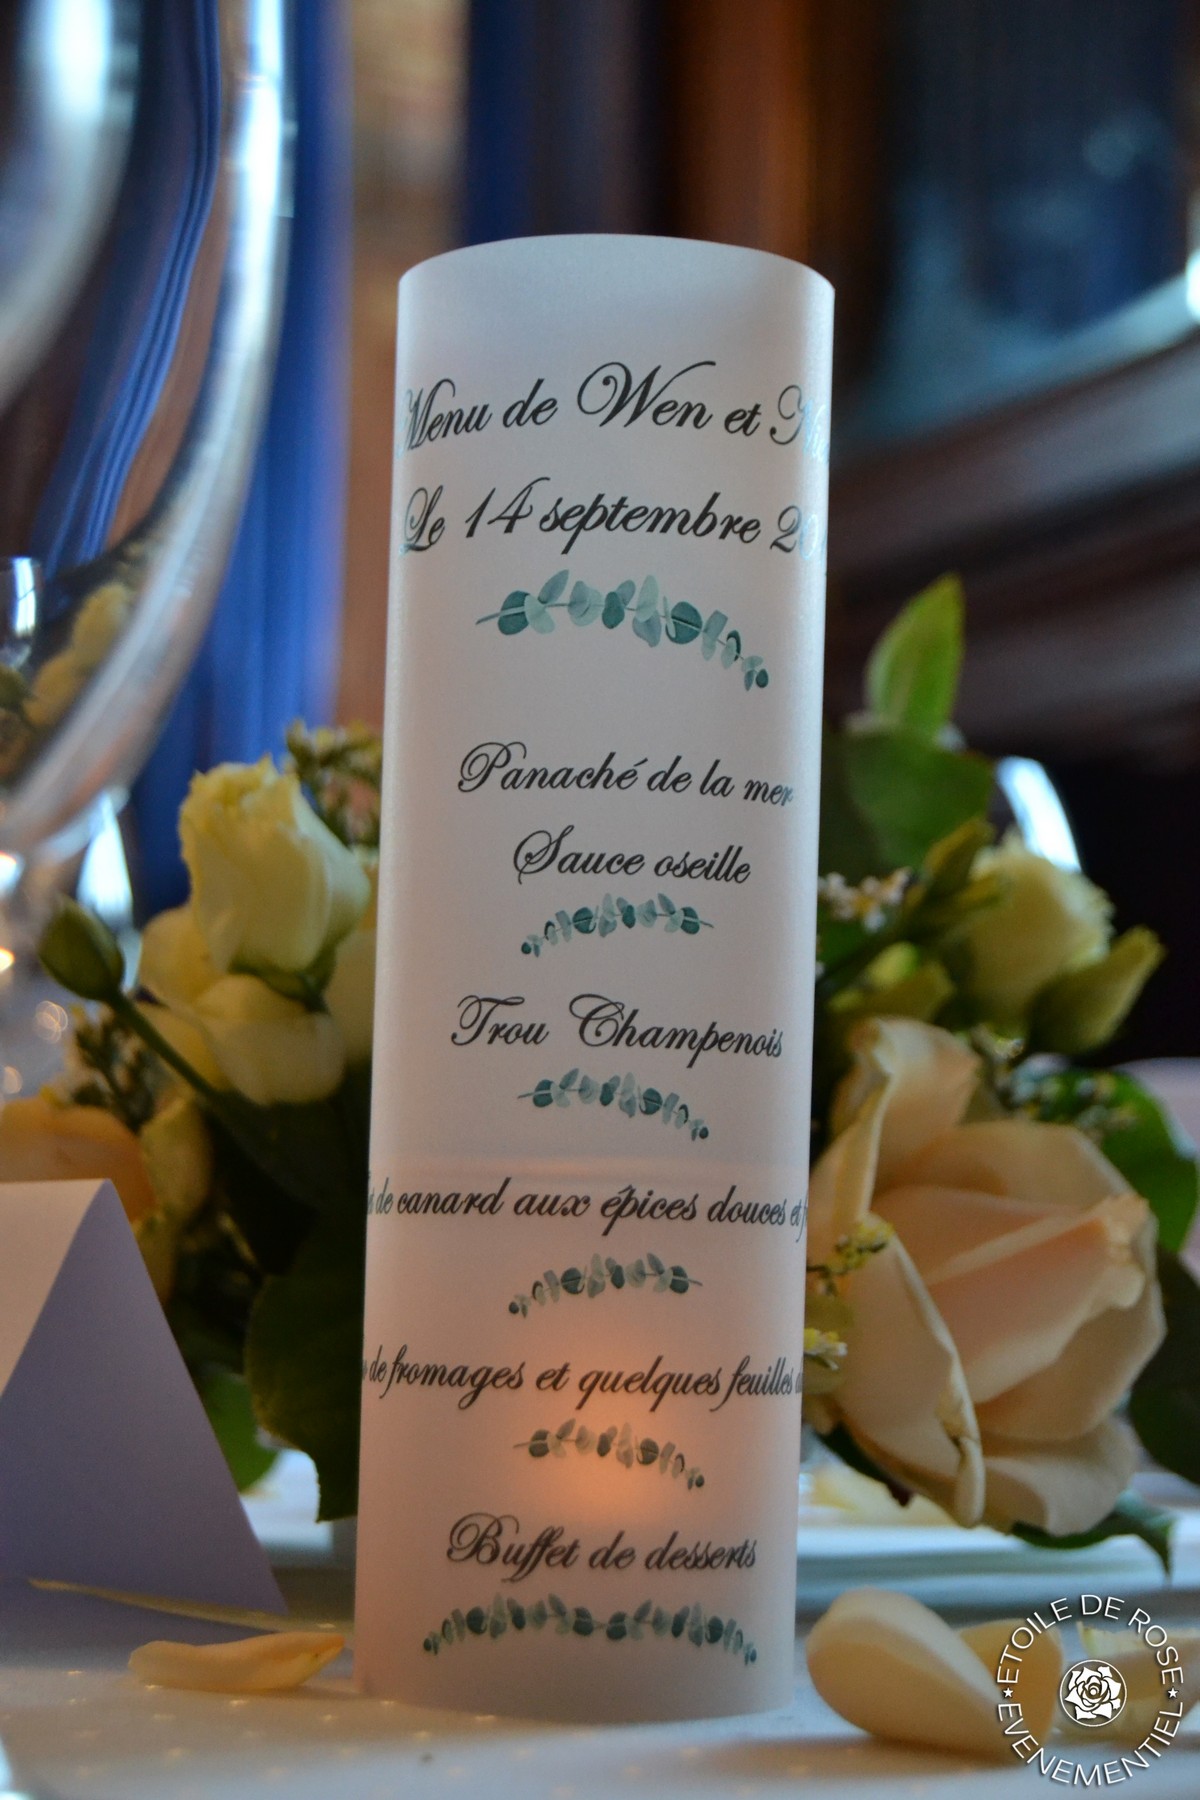 Menu de Wen et
Le 14 septembre
Panaché de la mer
Sauce oseille
Trou Champenois
de canard aux épices douces et
de fromages et quelques feuilles
Buffet de desserts
ETOILE DE ROSE
EVENEMENTIEL